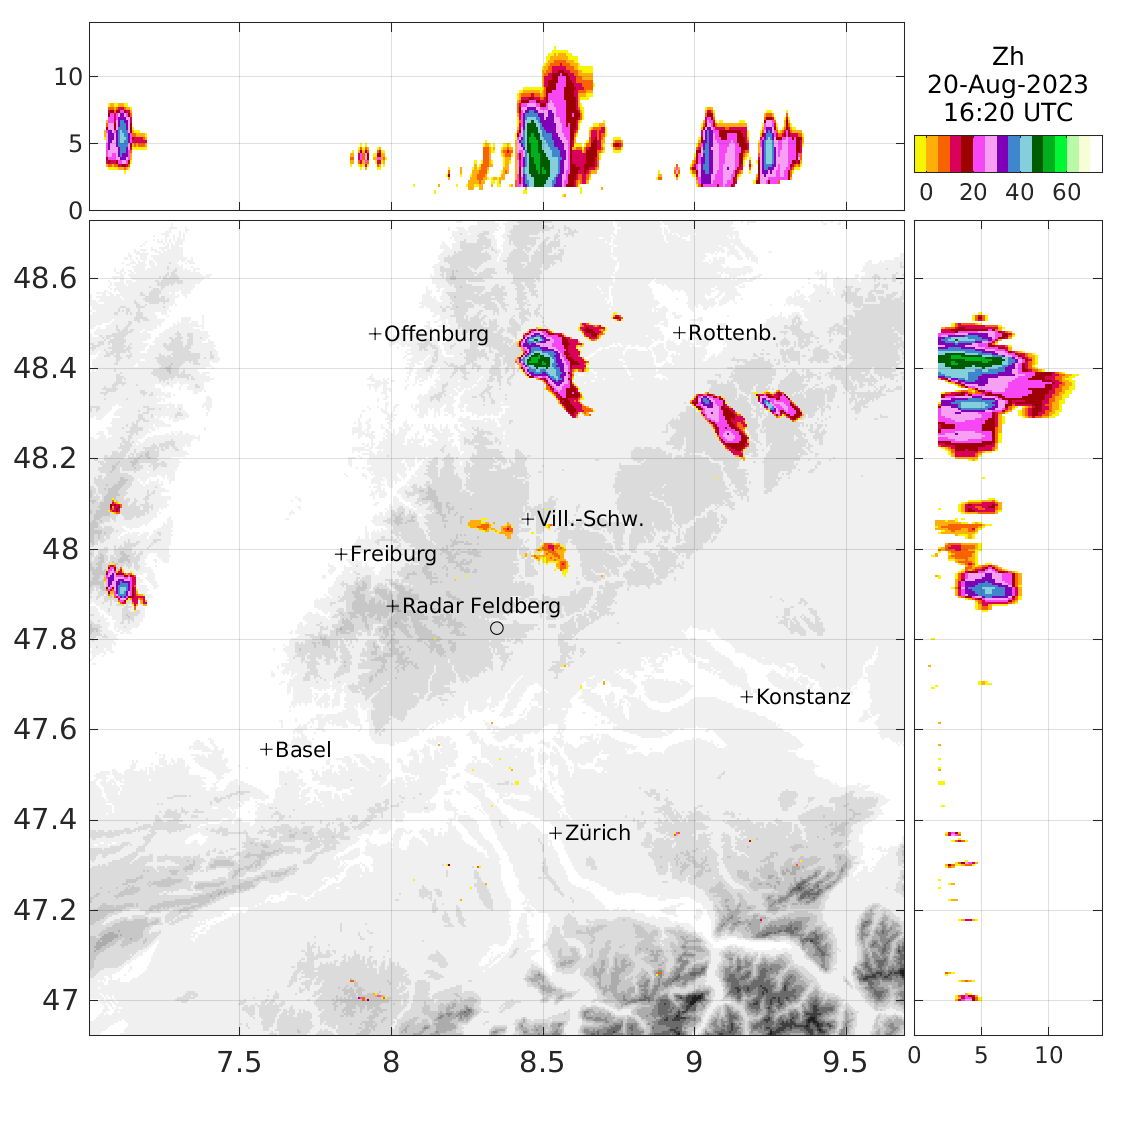 10
5
0
Zh
20-Aug-2023
16:20 UTC
0 20 40 60
48.6
48.4
48.2
48
47.8
47.6
47.4
47.2
47
+Offenburg
+Rottenb.
+Vill.-Schw.
+Freiburg
+Radar Feldberg
+Konstanz
+Basel
+Zürich
7.5 8 8.5 9 9.5
0 5 10